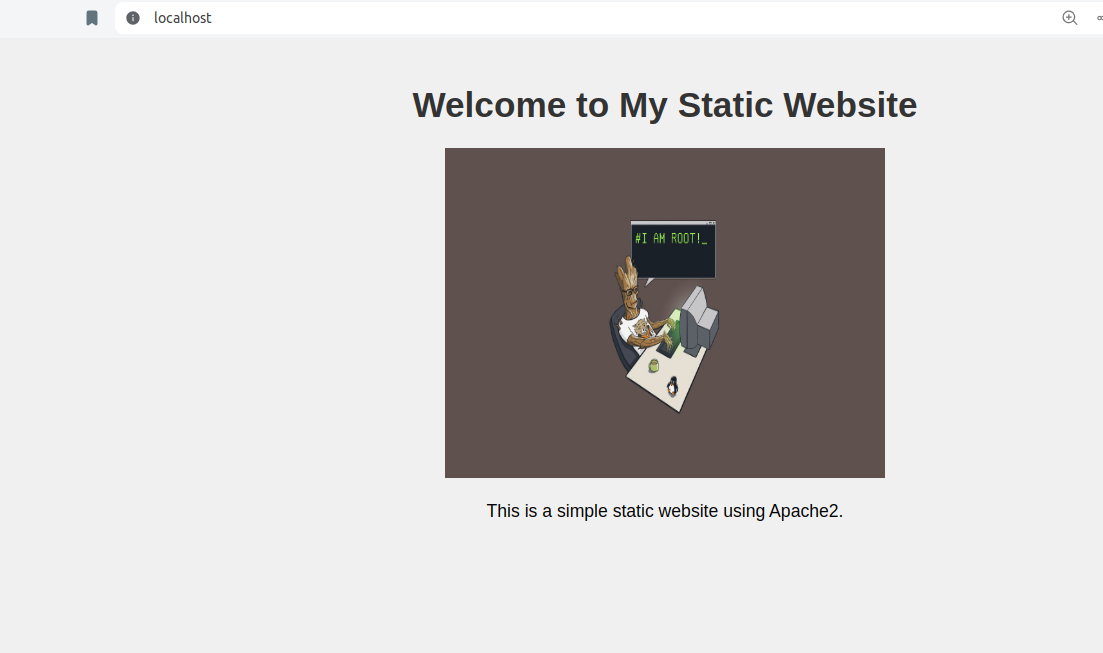 localhost
Welcome to My Static Website
#I AM ROOT!_
This is a simple static website using Apache2.